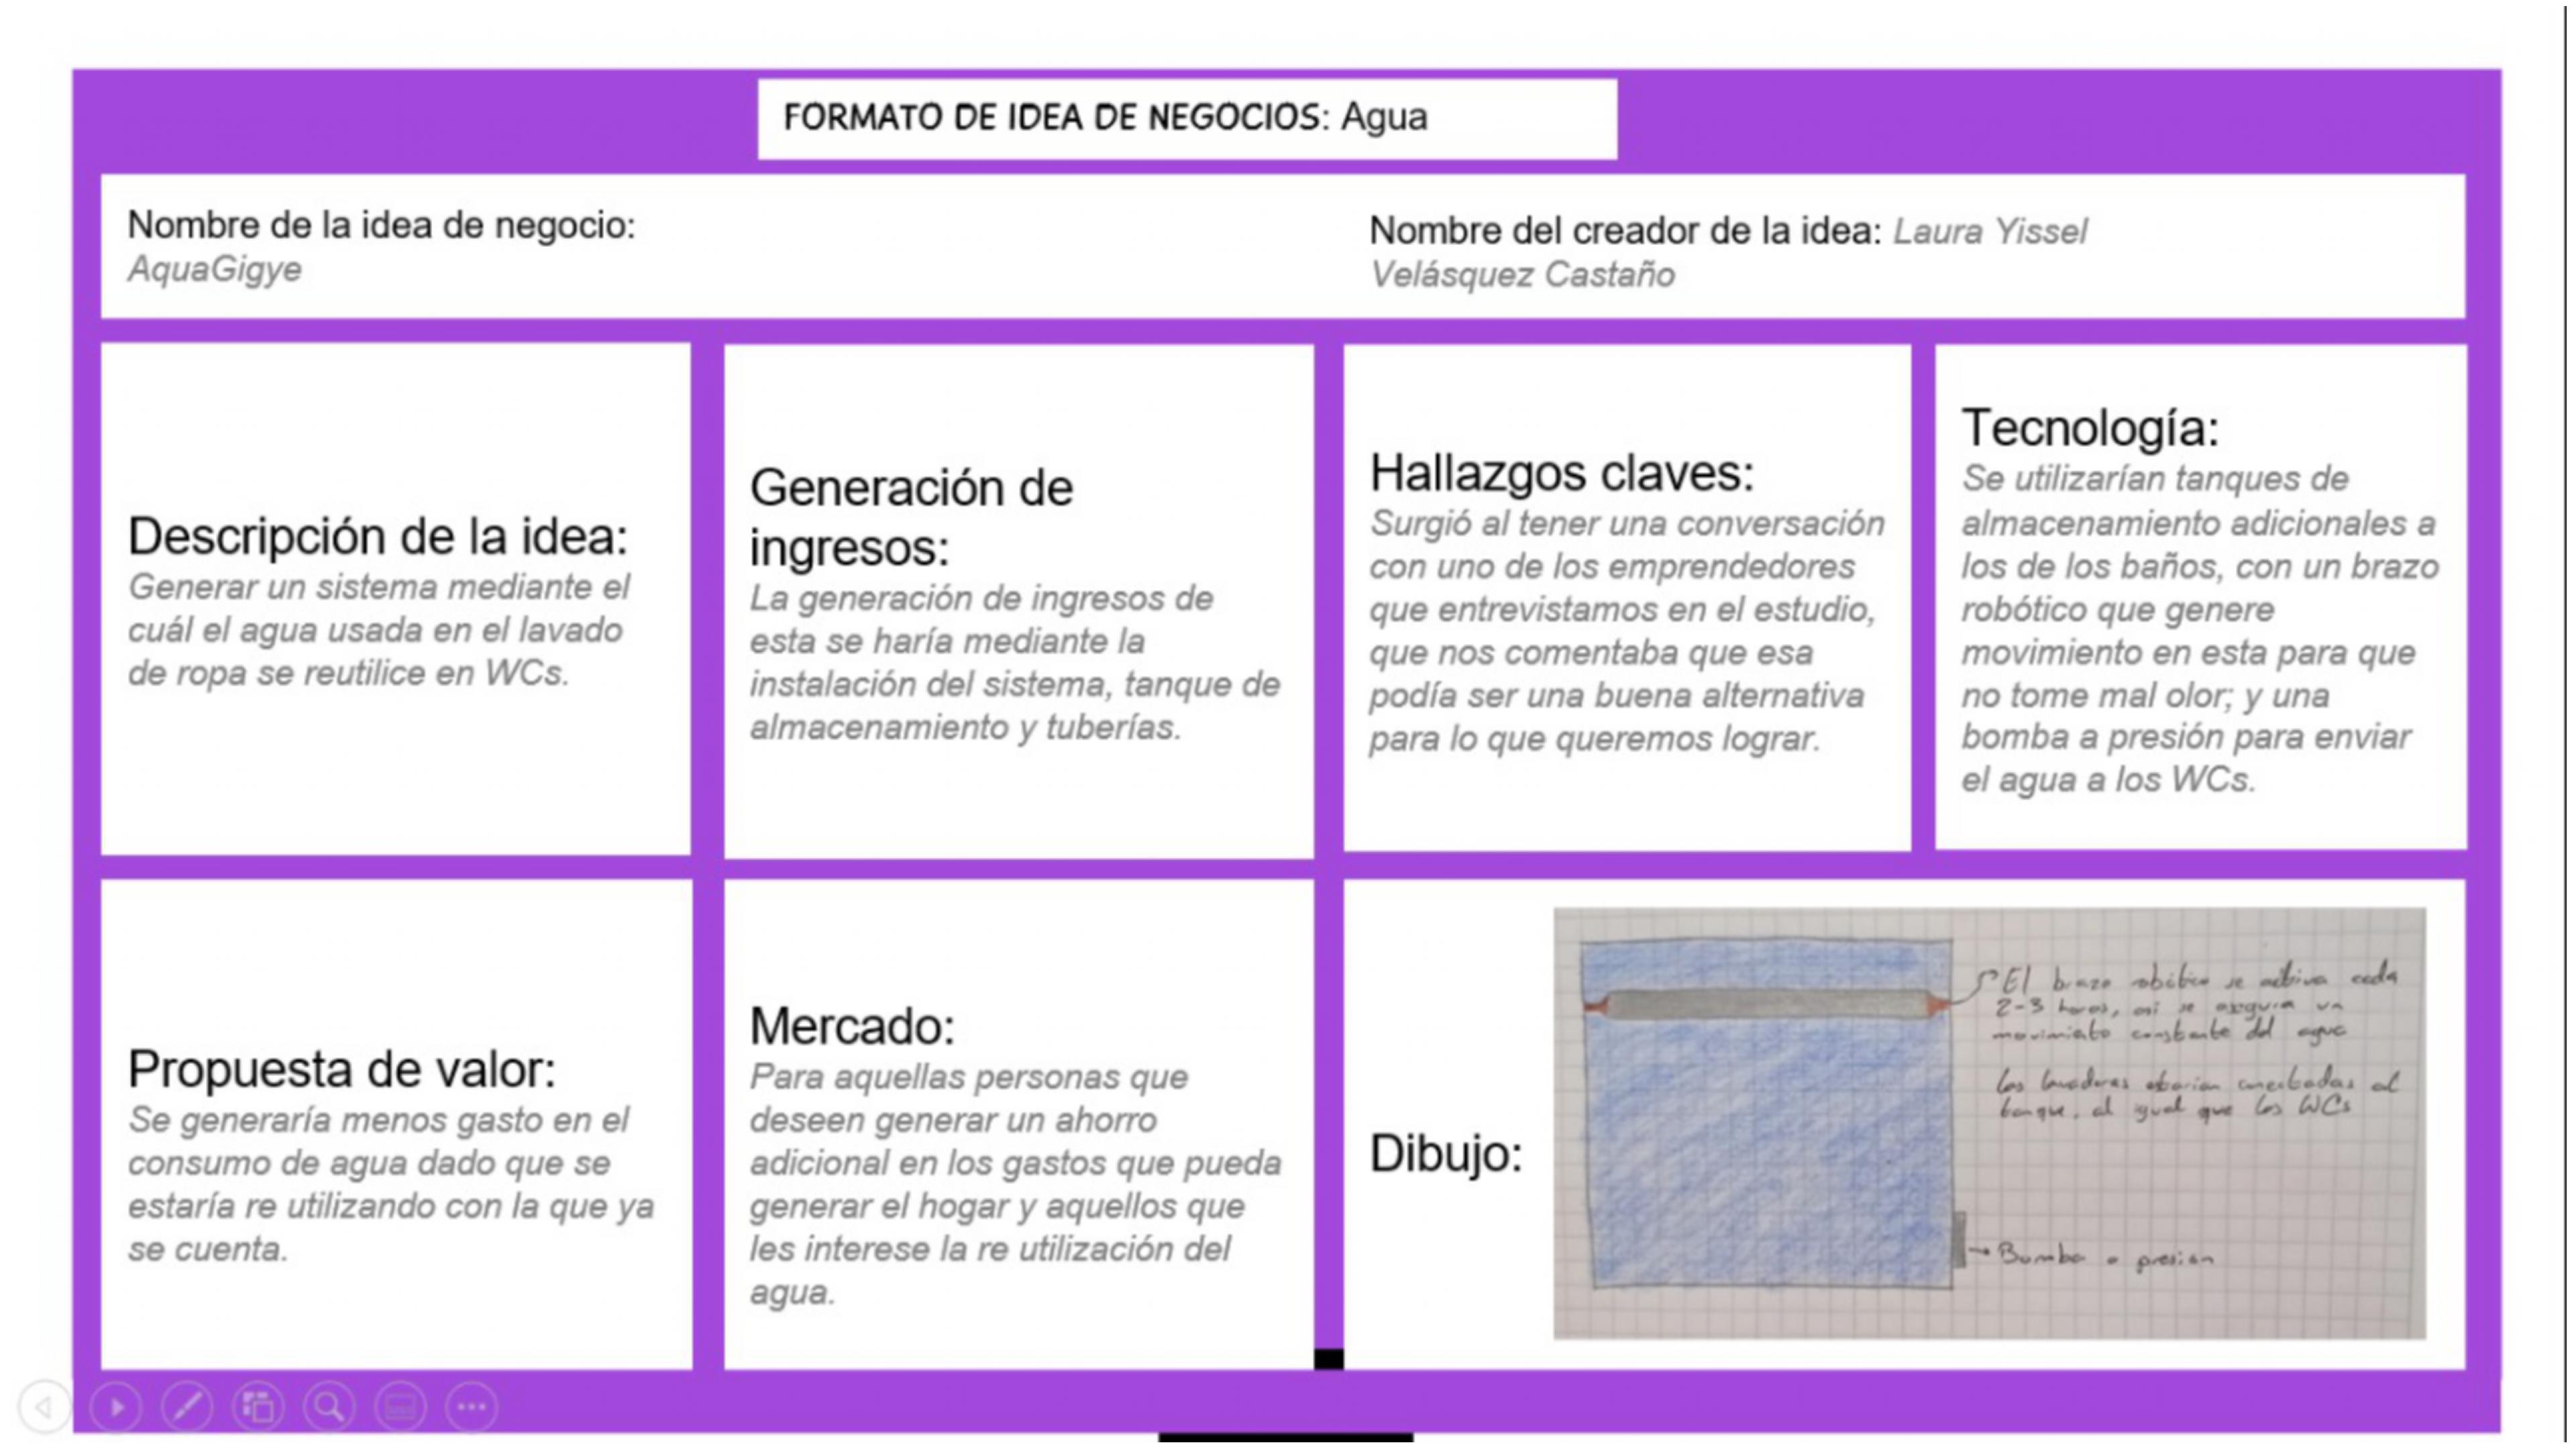 FORMATO DE IDEA DE NEGOCIOS: Agua
Nombre de la idea de negocio:
AquaGigye
Nombre del creador de la idea: Laura Yissel
Velásquez Castaño
Descripción de la idea:
Generar un sistema mediante el
cuál el agua usada en el lavado
de ropa se reutilice en WCs.
Generación de
ingresos:
La generación de ingresos de
esta se haría mediante la
instalación del sistema, tanque de
almacenamiento y tuberías.
Hallazgos claves:
Surgió al tener una conversación
con uno de los emprendedores
que entrevistamos en el estudio,
que nos comentaba que esa
podía ser una buena alternativa
para lo que queremos lograr.
Tecnología:
Se utilizarían tanques de
almacenamiento adicionales a
los de los baños, con un brazo
robótico que genere
movimiento en esta para que
no tome mal olor; y una
bomba a presión para enviar
el agua a los WCs.
Propuesta de valor:
Se generaría menos gasto en el
consumo de agua dado que se
estaría re utilizando con la que ya
se cuenta.
Mercado:
Para aquellas personas que
deseen generar un ahorro
adicional en los gastos que pueda
generar el hogar y aquellos que
les interese la re utilización del
agua.
Dibujo:
El brazo robótico se activa cada
2-3 horas, así se asegura un
movimiento constante del agua
Las lavadoras estarían conectadas al
tanque, al igual que los WCs
Bomba a presión